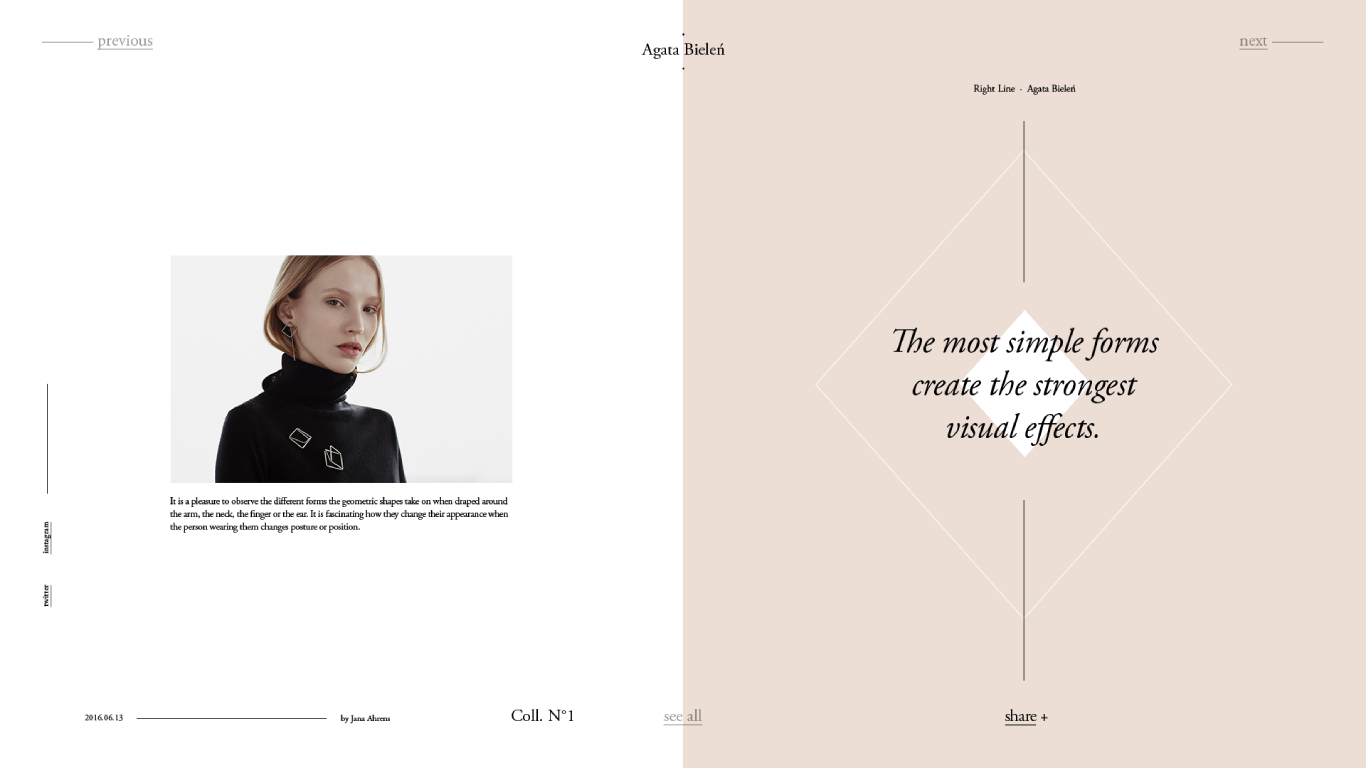 previous
Agata Bieleń
next
Right Line - Agata Bieleń
The most simple forms
create the strongest
visual effects.
It is a pleasure to observe the different forms the geometric shapes take on when draped around
the arm, the neck, the finger or the ear. It is fascinating how they change their appearance when
the person wearing them changes posture or position.
instagram
twitter
2016.06.13
by Jana Ahrens
Coll. N°1
see all
share +